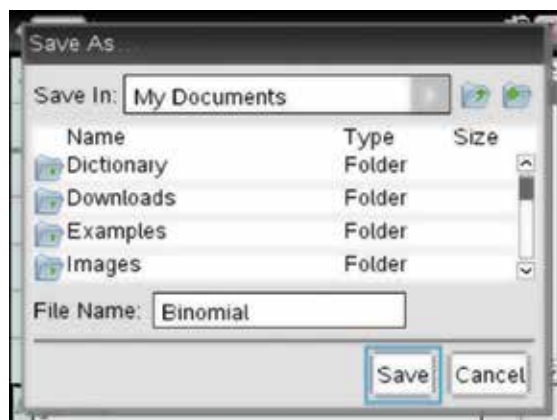 Save As ...
Save In: My Documents
Name Type Size
Dictionary Folder
Downloads Folder
Examples Folder
Images Folder
File Name: Binomial
Save Cancel